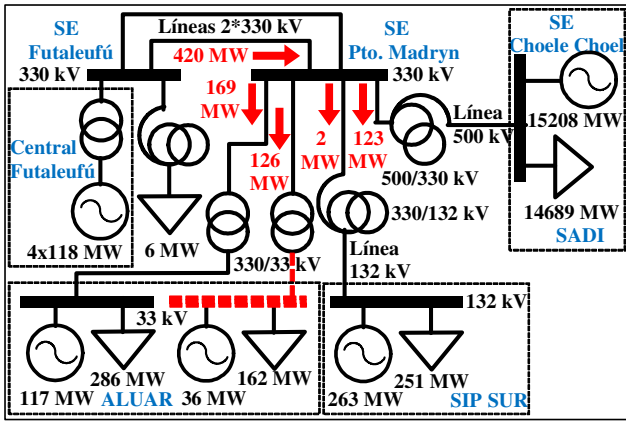 SE
Futaleufú
330 kV
Líneas 2*330 kV
420 MW
SE
Pto. Madryn
330 kV
SE
Choele Choel
15208 MW
14689 MW
SADI
Línea
500 kV
169
MW
126
MW
2
MW
123
MW
500/330 kV
Central
Futaleufú
4x118 MW
6 MW
330/33 kV
330/132 kV
Línea
132 kV
33 kV
117 MW
286 MW
ALUAR
36 MW
162 MW
132 kV
263 MW
251 MW
SIP SUR